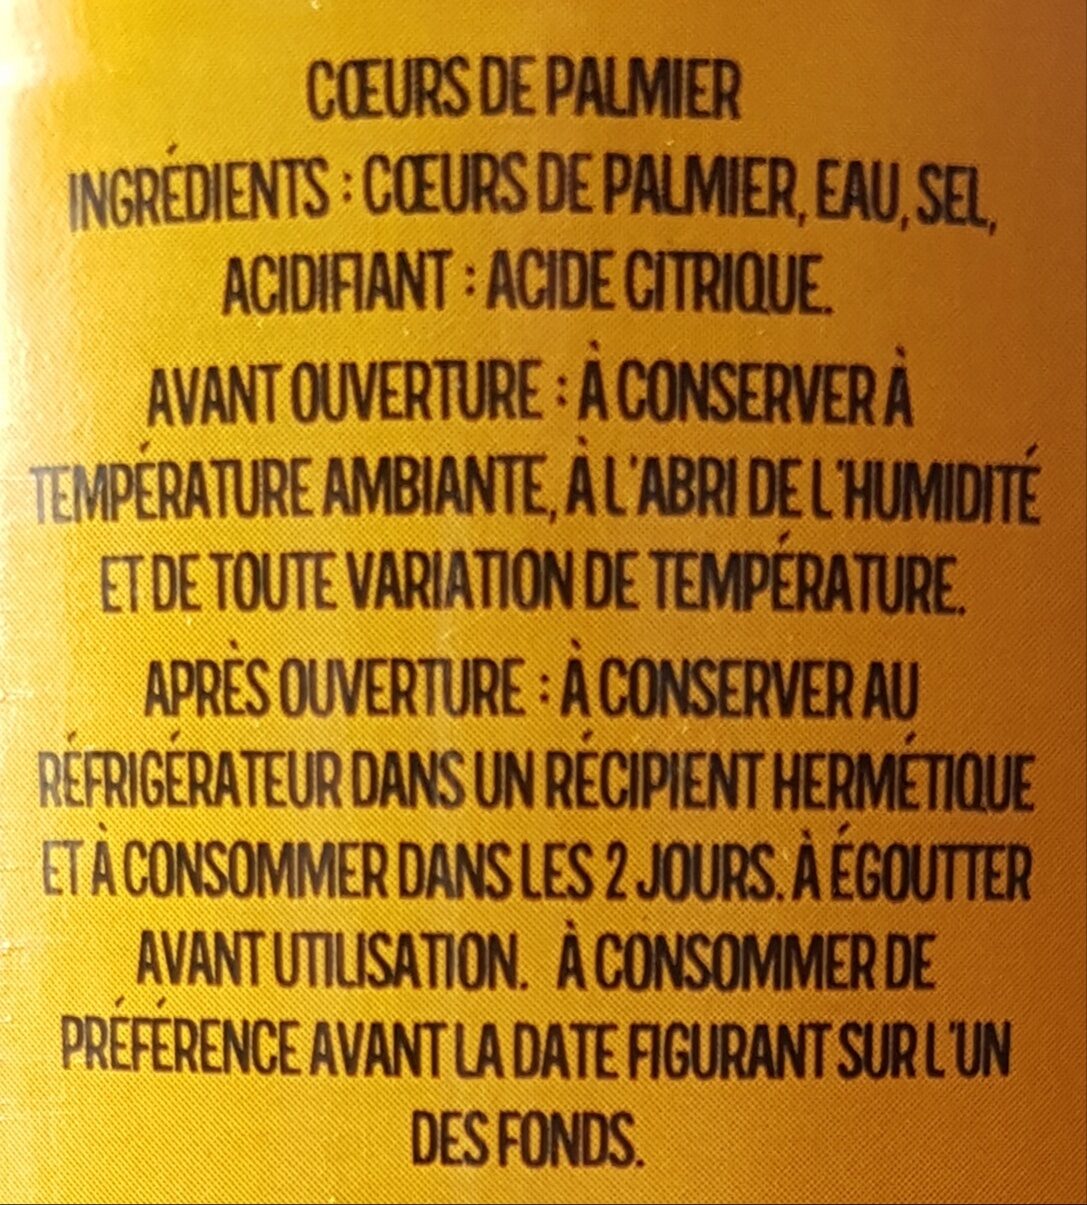 CŒURS DE PALMIER
INGRÉDIENTS : CŒURS DE PALMIER, EAU, SEL,
ACIDIFIANT : ACIDE CITRIQUE.
AVANT OUVERTURE : À CONSERVER À
TEMPÉRATURE AMBIANTE, À L'ABRI DE L'HUMIDITÉ
ET DE TOUTE VARIATION DE TEMPÉRATURE.
APRÈS OUVERTURE : À CONSERVER AU
RÉFRIGÉRATEUR DANS UN RÉCIPIENT HERMÉTIQUE
ET À CONSOMMER DANS LES 2 JOURS. À ÉGOUTTER
AVANT UTILISATION. À CONSOMMER DE
PRÉFÉRENCE AVANT LA DATE FIGURANT SUR L'UN
DES FONDS.